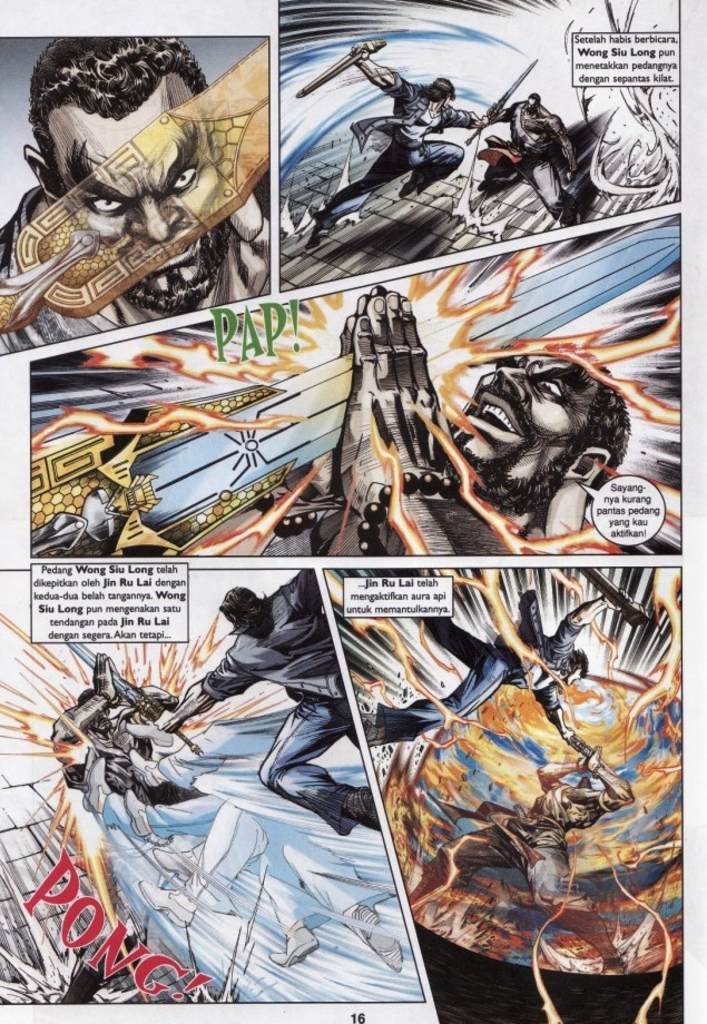 Setelah habis berbicara,
Wong Siu Long pun
menetakkan pedangnya
dengan sepantas kilat.
PAP!
Sayang-
nya kurang
pantas pedang
yang kau
aktifkan!
Pedang Wong Siu Long telah
dikepitkan oleh Jin Ru Lai dengan
kedua-dua belah tangannya. Wong
Siu Long pun mengenakan satu
tendangan pada Jin Ru Lai
dengan segera. Akan tetapi...
...Jin Ru Lai telah
mengaktifkan aura api
untuk memantulkannya.
PONG!
16